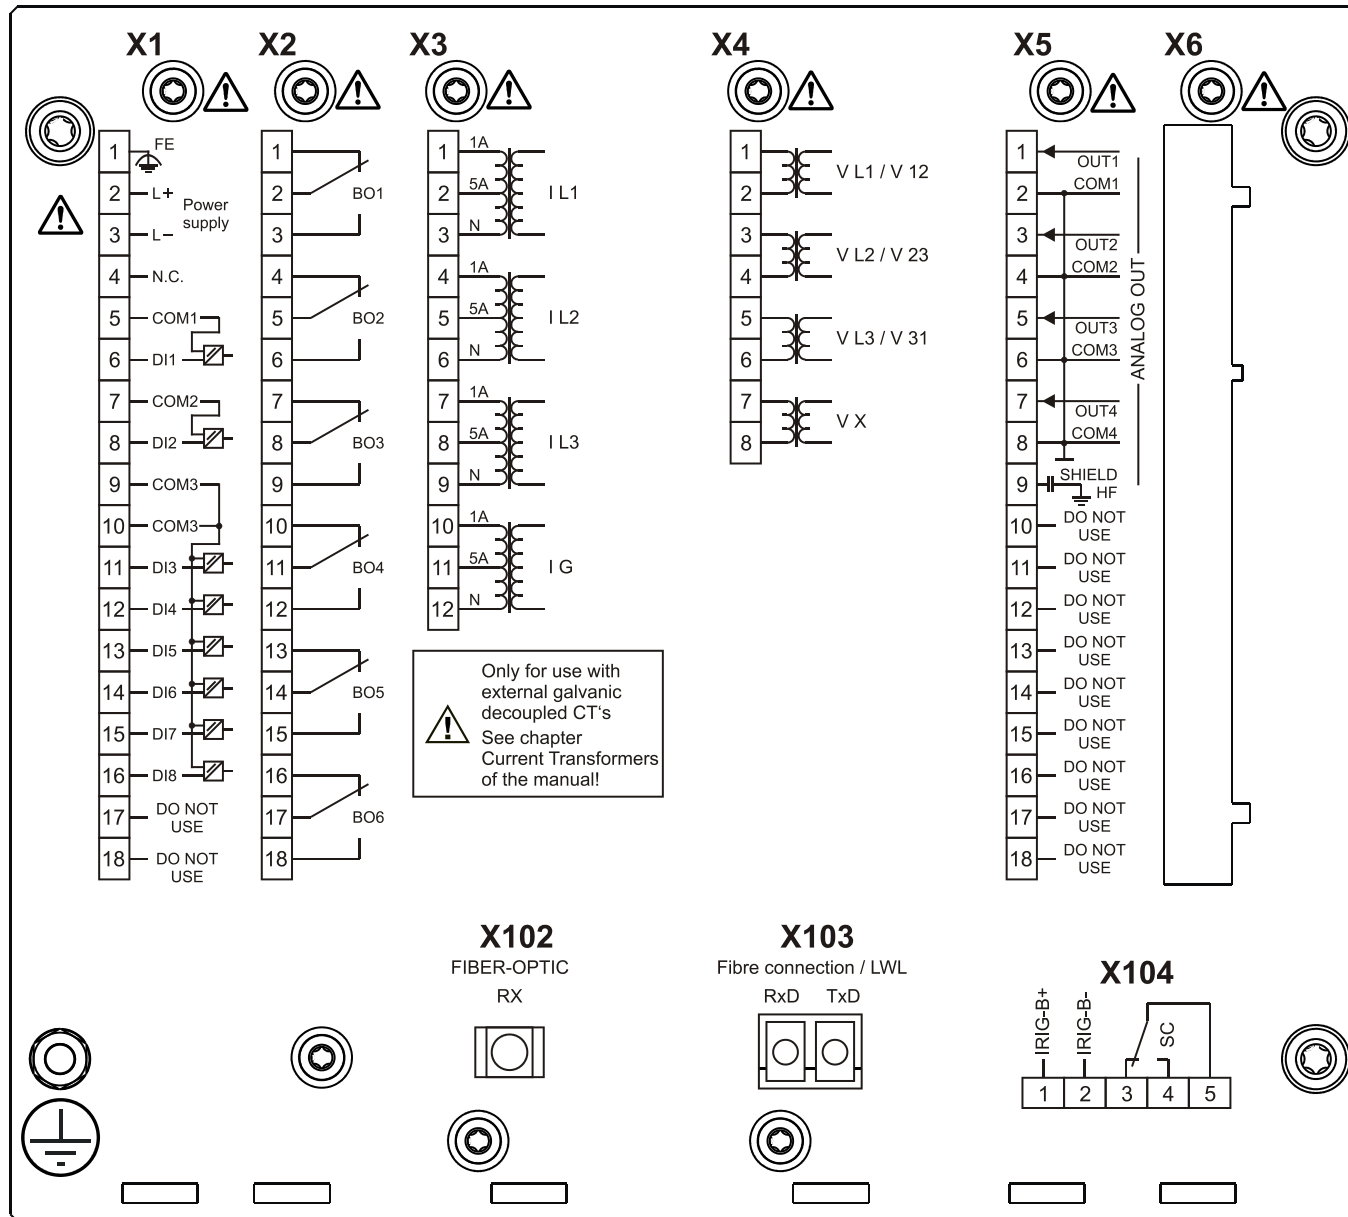 X1
X2
X3
X4
X5
X6
1
FE
2
L+
Power
supply
3
L-
4
N.C.
5
COM1
6
DI1
7
COM2
8
DI2
9
COM3
10
COM3
11
DI3
12
DI4
13
DI5
14
DI6
15
DI7
16
DI8
17
DO NOT
USE
18
DO NOT
USE
1
2
BO1
3
4
5
BO2
6
7
8
BO3
9
10
11
BO4
12
13
14
BO5
15
16
17
BO6
18
1
1A
2
5A
I L1
3
N
4
1A
5
5A
I L2
6
N
7
1A
8
5A
I L3
9
N
10
1A
11
5A
I G
12
N
Only for use with
external galvanic
decoupled CT's
See chapter
Current Transformers
of the manual!
1
V L1 / V 12
2
3
V L2 / V 23
4
5
V L3 / V 31
6
7
V X
8
1
OUT1
2
COM1
3
OUT2
4
COM2
5
OUT3
6
COM3
7
OUT4
8
COM4
ANALOG OUT
9
SHIELD
HF
10
DO NOT
USE
11
DO NOT
USE
12
DO NOT
USE
13
DO NOT
USE
14
DO NOT
USE
15
DO NOT
USE
16
DO NOT
USE
17
DO NOT
USE
18
DO NOT
USE
X102
FIBER-OPTIC
RX
X103
Fibre connection / LWL
RxD TxD
X104
IRIG-B+
IRIG-B-
SC
1 2 3 4 5